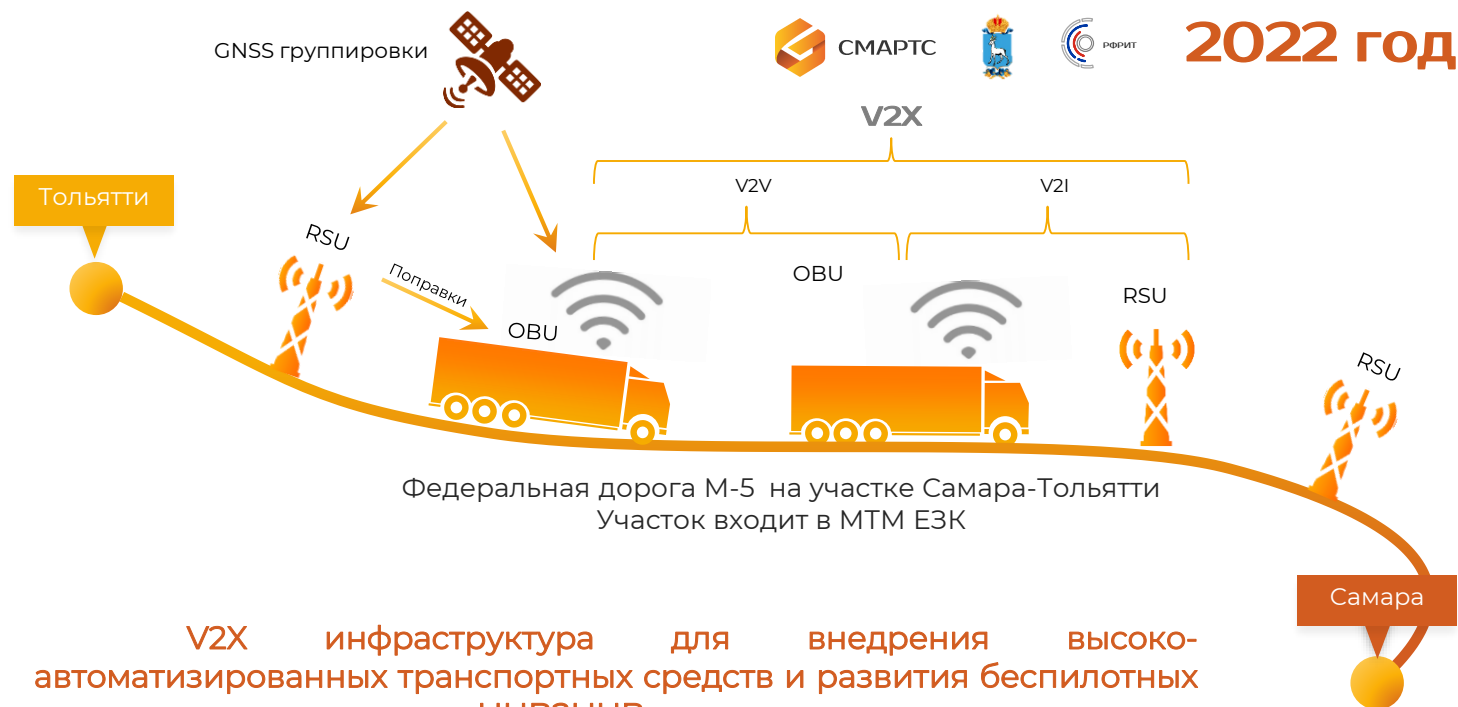 GNSS группировки
СМАРТС
РФРИТ
2022 год
V2X
V2V
V2I
Тольятти
RSU
Поправки
OBU
OBU
RSU
RSU
Федеральная дорога М-5 на участке Самара-Тольятти
Участок входит в МТМ ЕЗК
Самара
V2X инфраструктура для внедрения высоко-
автоматизированных транспортных средств и развития беспилотных